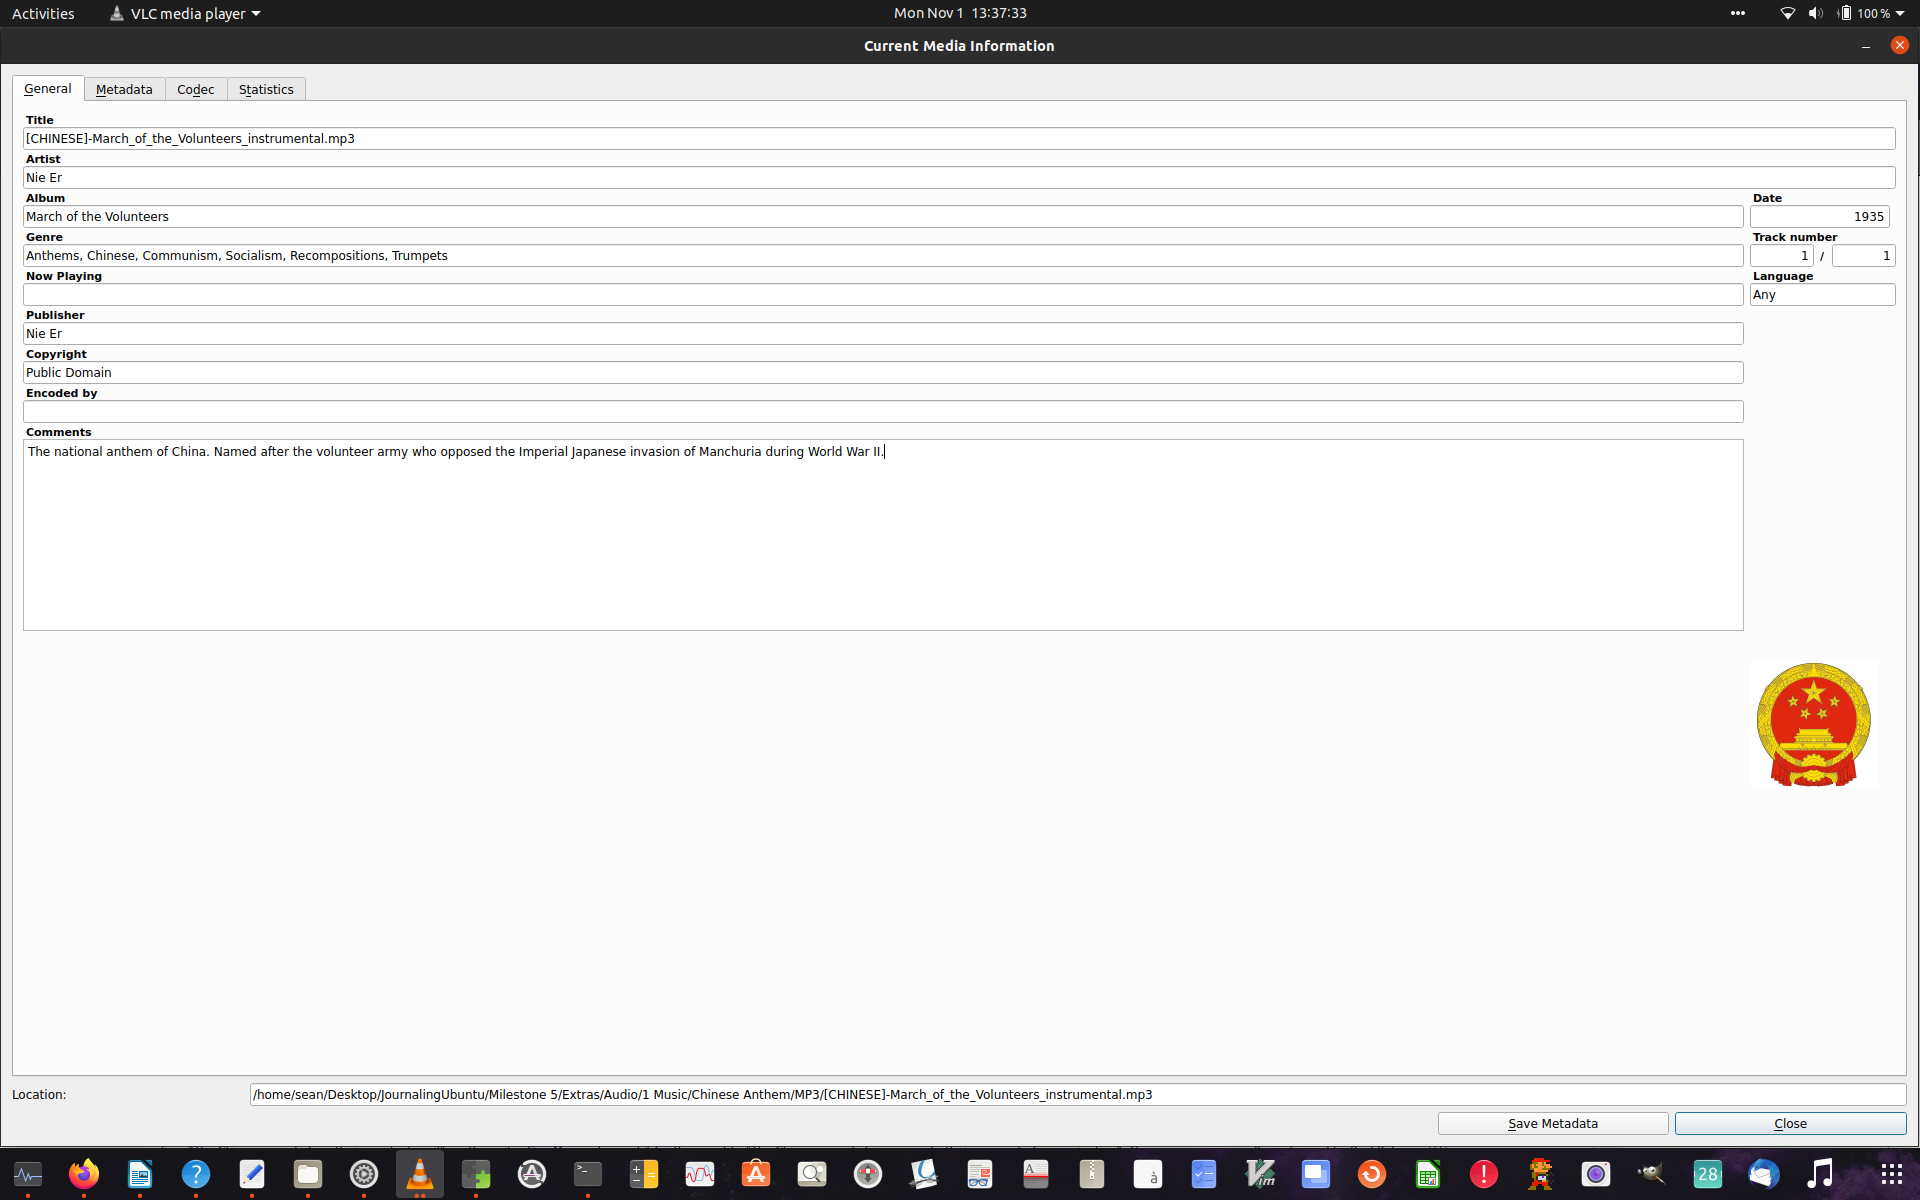 Activities
VLC media player
Mon Nov 1 13:37:33
100 %
Current Media Information
General
Metadata
Codec
Statistics
Title
[CHINESE]-March_of_the_Volunteers_instrumental.mp3
Artist
Nie Er
Album
Date
March of the Volunteers
1935
Genre
Track number
Anthems, Chinese, Communism, Socialism, Recompositions, Trumpets
1 / 1
Now Playing
Language
Any
Publisher
Nie Er
Copyright
Public Domain
Encoded by
Comments
The national anthem of China. Named after the volunteer army who opposed the Imperial Japanese invasion of Manchuria during World War II.
Location:
/home/sean/Desktop/JournalingUbuntu/Milestone 5/Extras/Audio/1 Music/Chinese Anthem/MP3/[CHINESE]-March_of_the_Volunteers_instrumental.mp3
Save Metadata
Close
?
>_
A
à
Vim
!
28